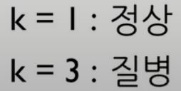 k = 1 : 정상
k = 3 : 질병